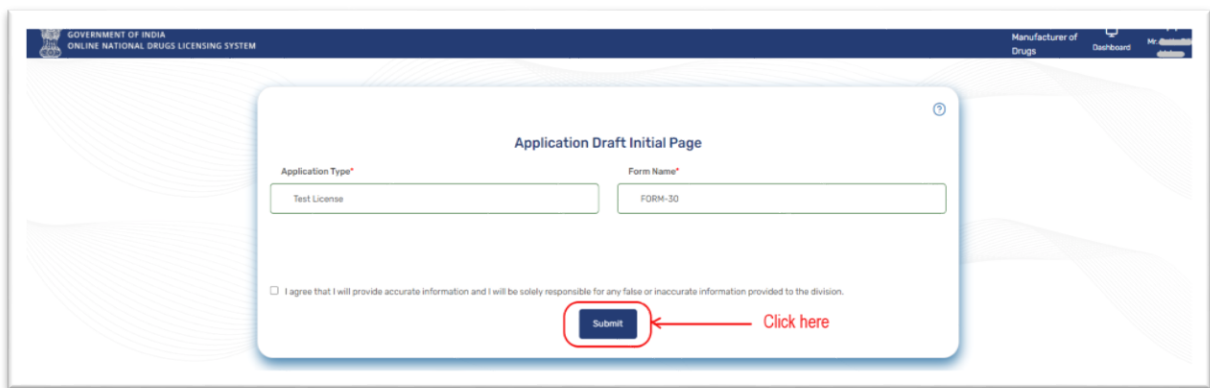 GOVERNMENT OF INDIA
ONLINE NATIONAL DRUGS LICENSING SYSTEM
Manufacturer of
Drugs
Dashboard
Mr.
Application Draft Initial Page
Application Type*
Form Name*
Test License
FORM-30
I agree that I will provide accurate information and I will be solely responsible for any false or inaccurate information provided to the division.
Submit
Click here